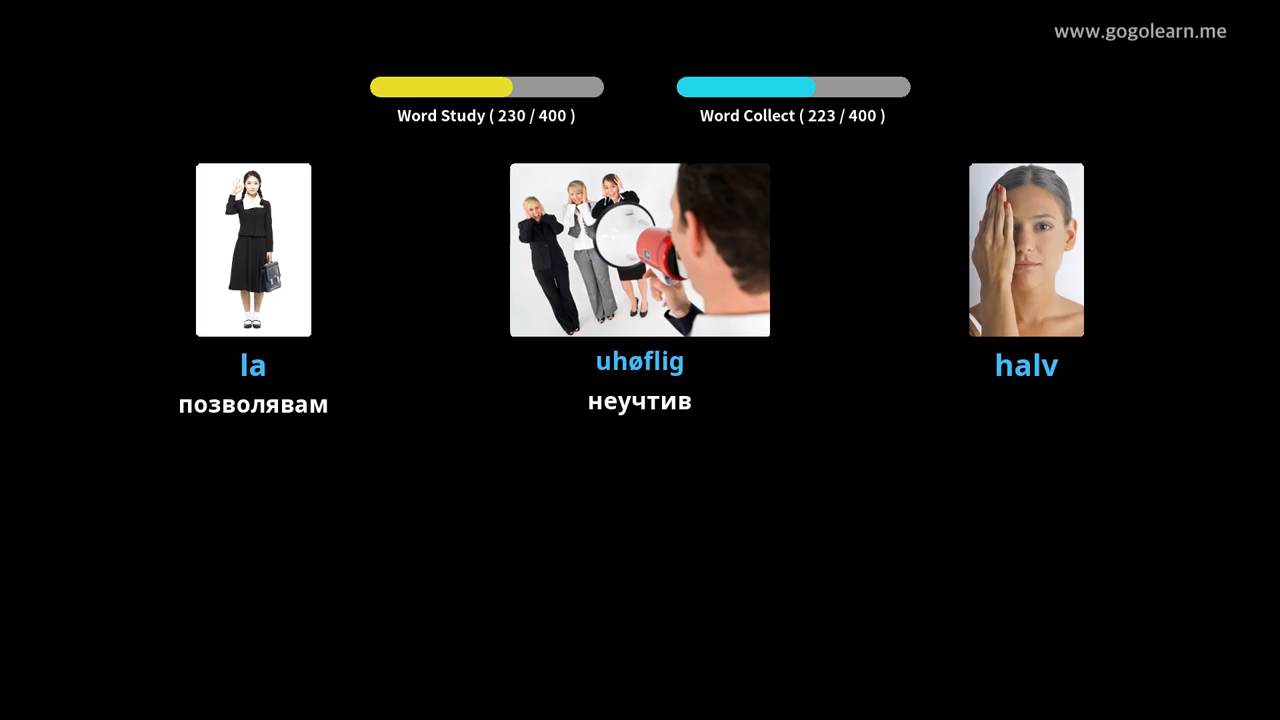 www.gogolearn.me
Word Study ( 230 / 400 )
Word Collect ( 223 / 400 )
la
uhøflig
halv
позволявам
неучтив